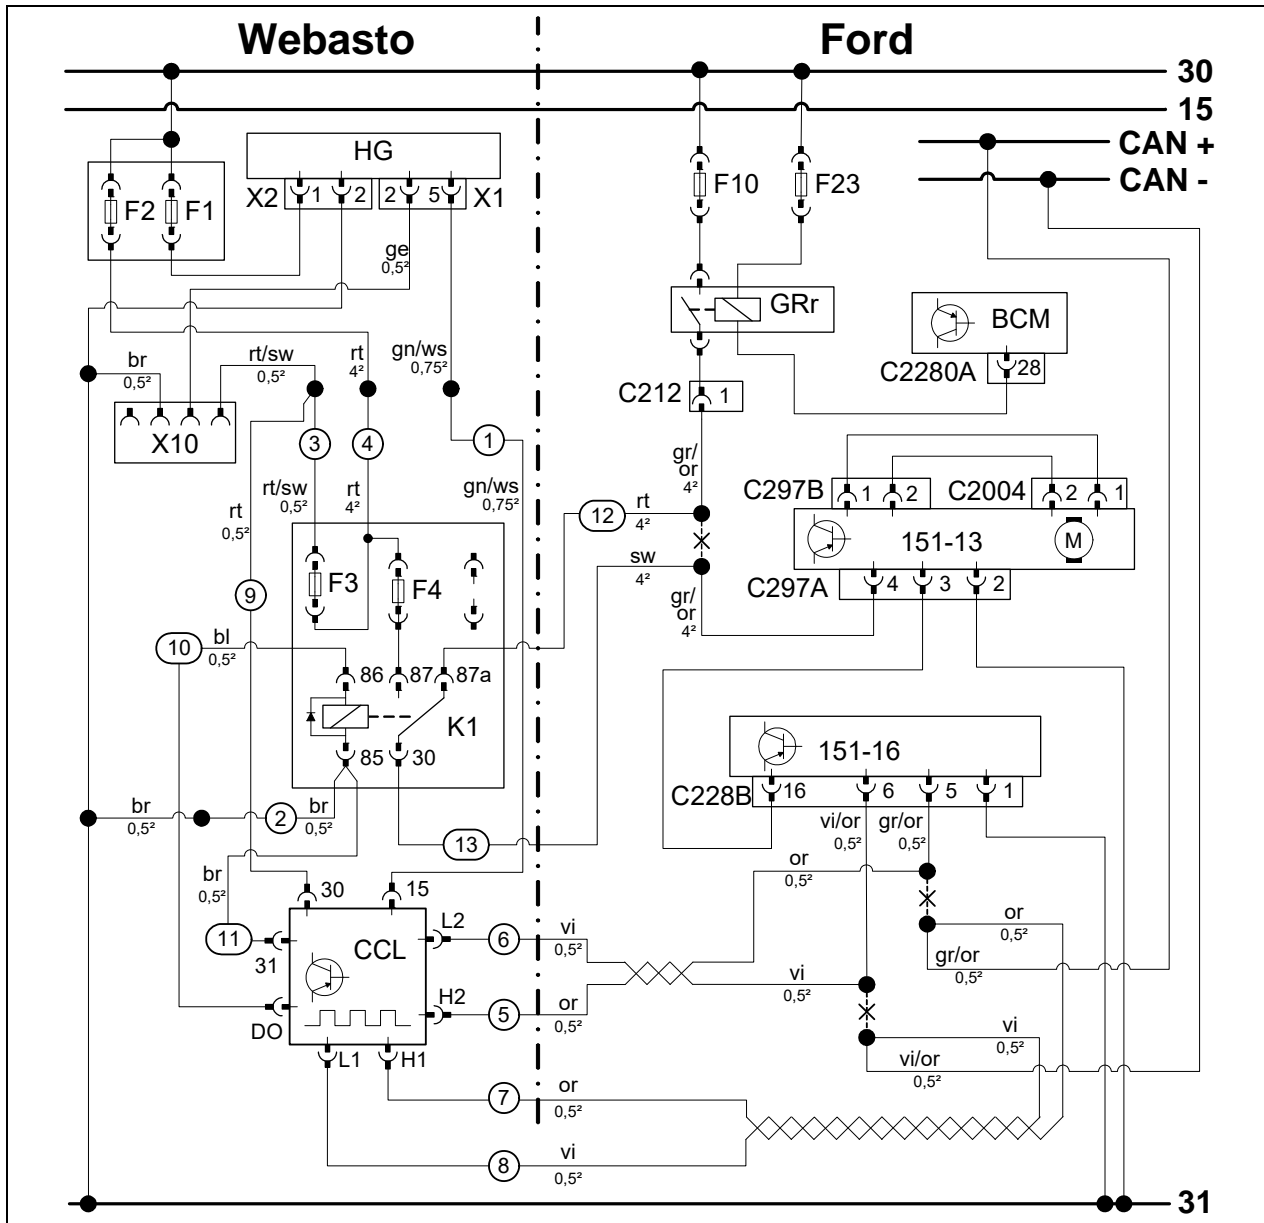 Webasto
Ford
30
15
CAN +
CAN -
HG
X2 1 2 2 5 X1
F2 F1
F10 F23
ge
0,5²
GRr
BCM
C2280A 28
br
0,5²
rt/sw
0,5²
rt
4²
gn/ws
0,75²
C212 1
X10
3 4 1
gr/
or
4²
C297B 1 2 C2004 2 1
rt/sw
0,5²
rt
4²
gn/ws
0,75²
rt
0,5²
12 rt
4²
151-13 M
sw
4²
F3 F4
C297A 4 3 2
9
gr/
or
4²
10 bl
0,5²
86 87 87a
K1
85 30
151-16
C228B 16 6 5 1
br
0,5²
2 br
0,5²
13
vi/or
0,5²
gr/or
0,5²
or
0,5²
br
0,5²
30 15
11
31
CCL
L2
6 vi
0,5²
or
0,5²
gr/or
0,5²
vi
0,5²
H2
5 or
0,5²
DO
L1 H1
vi
0,5²
vi/or
0,5²
7 or
0,5²
8 vi
0,5²
31